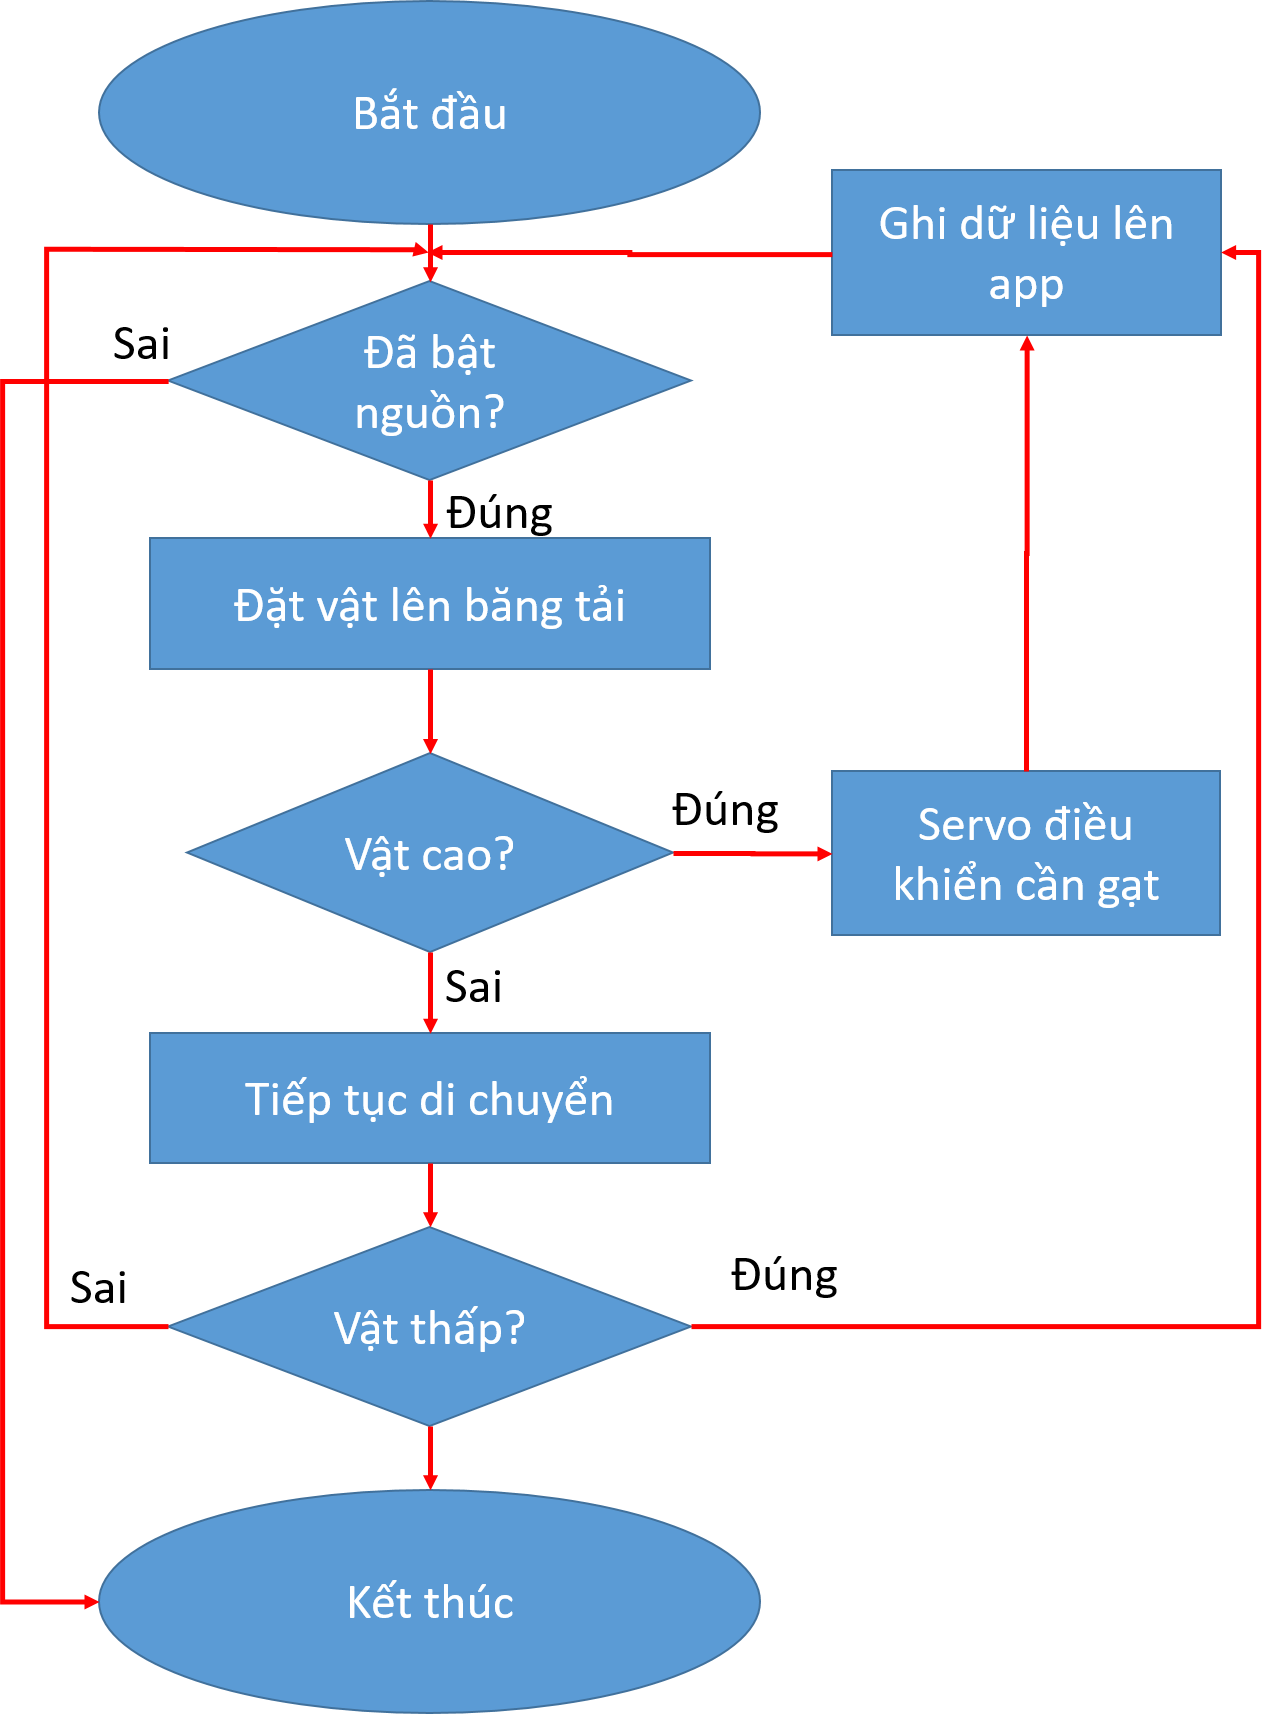 Bắt đầu
Ghi dữ liệu lên
app
Sai
Đã bật
nguồn?
Đúng
Đặt vật lên băng tải
Vật cao?
Đúng
Servo điều
khiển cần gạt
Sai
Tiếp tục di chuyển
Sai
Vật thấp?
Đúng
Kết thúc